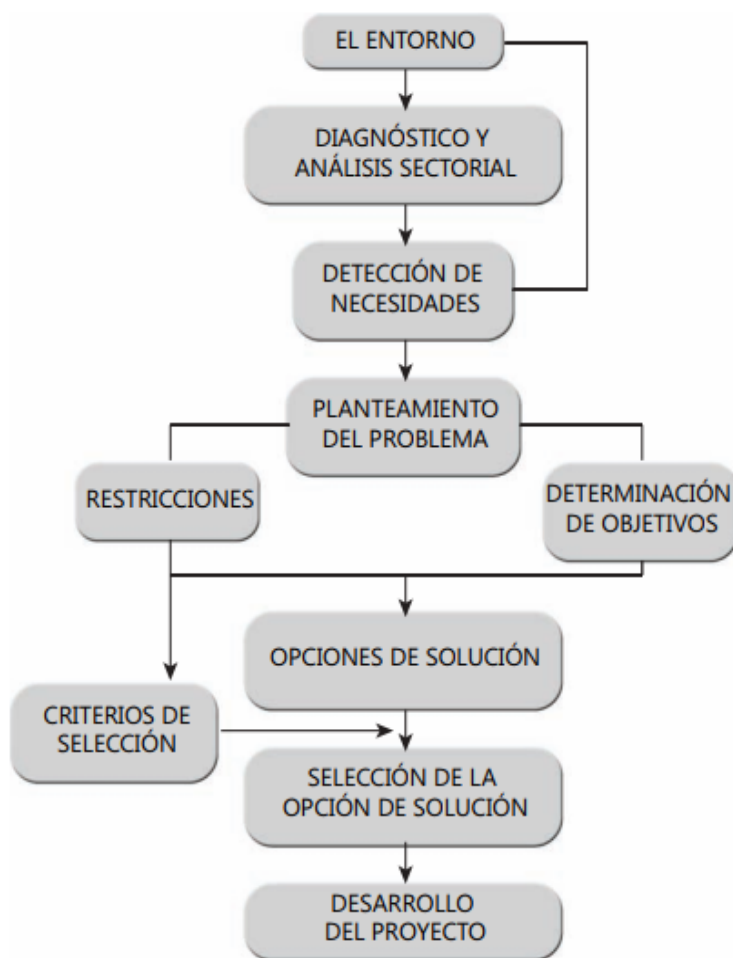 EL ENTORNO
DIAGNÓSTICO Y
ANÁLISIS SECTORIAL
DETECCIÓN DE
NECESIDADES
PLANTEAMIENTO
DEL PROBLEMA
RESTRICCIONES
DETERMINACIÓN
DE OBJETIVOS
OPCIONES DE SOLUCIÓN
CRITERIOS DE
SELECCIÓN
SELECCIÓN DE LA
OPCIÓN DE SOLUCIÓN
DESARROLLO
DEL PROYECTO